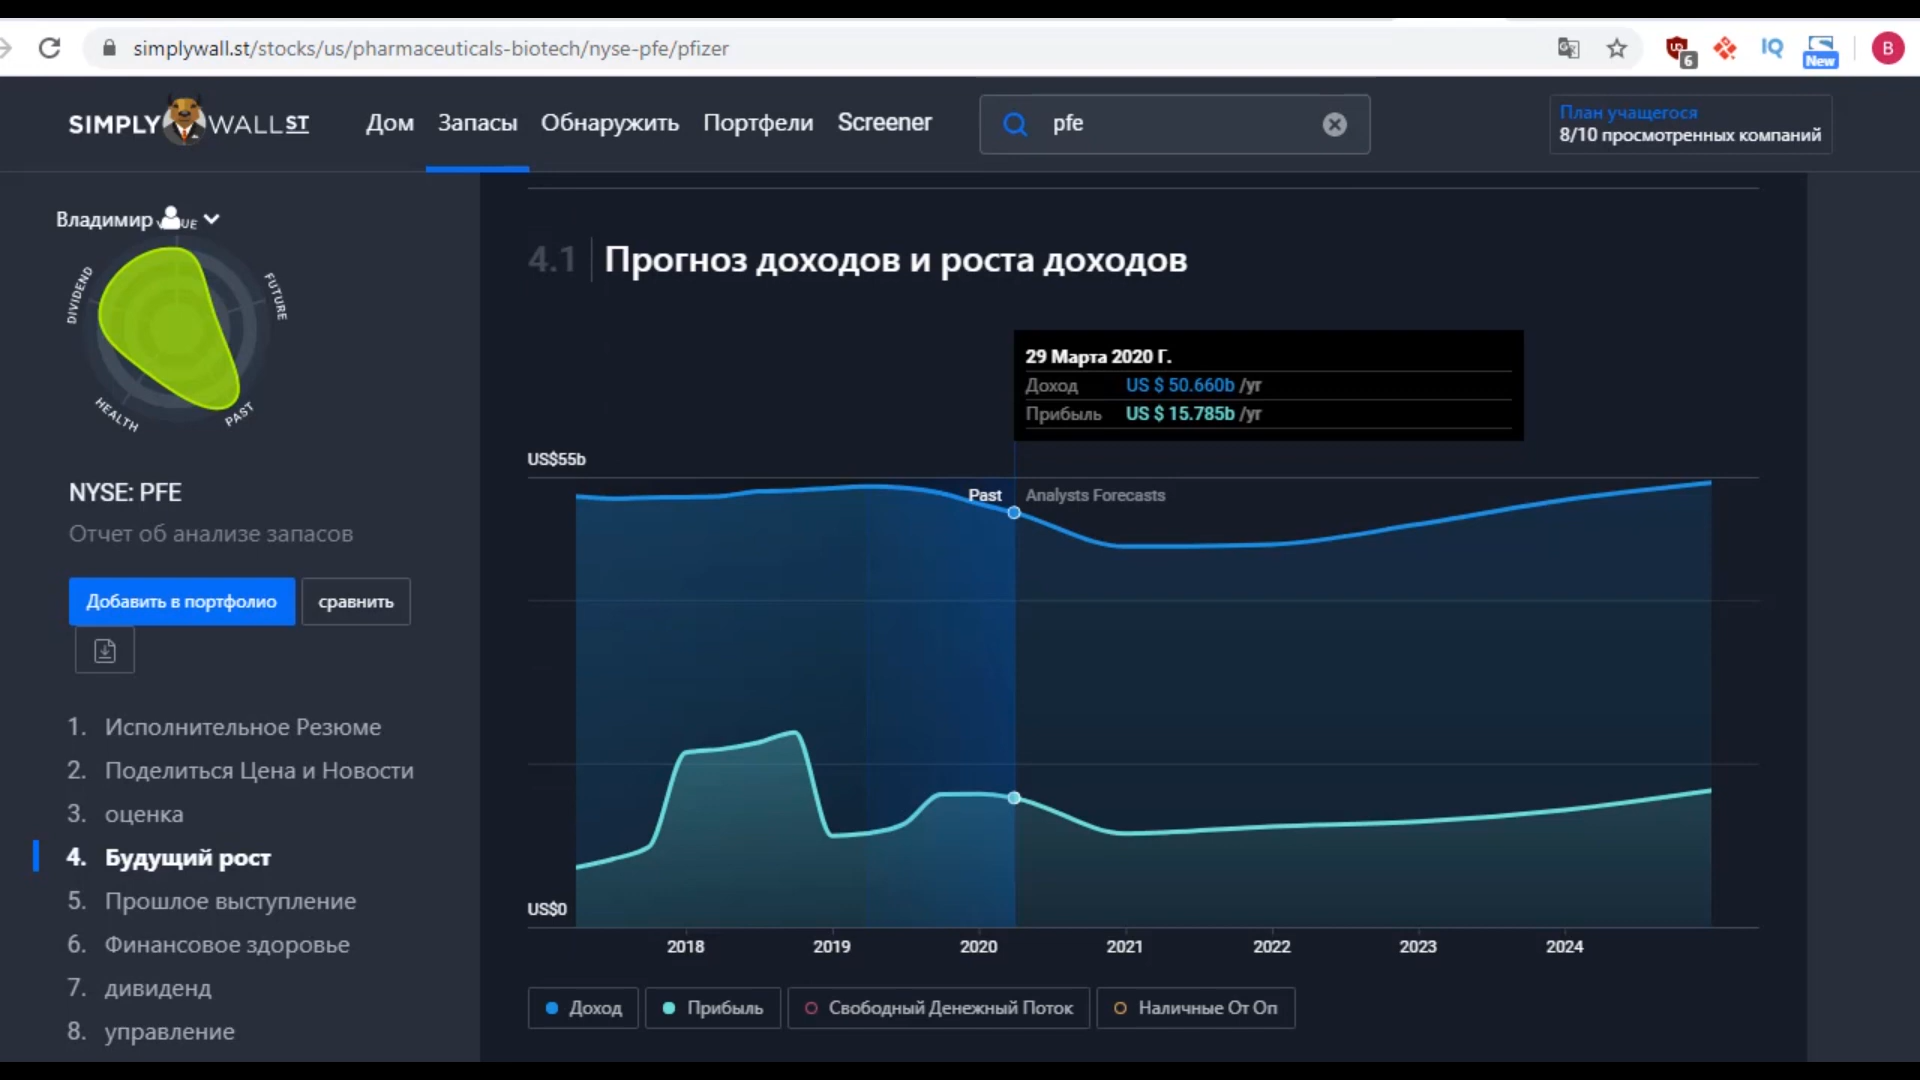 simplywall.st/stocks/us/pharmaceuticals-biotech/nyse-pfe/pfizer
6
IQ
New
B
SIMPLY WALL ST
Дом
Запасы
Обнаружить
Портфели
Screener
pfe
План учащегося
8/10 просмотренных компаний
Владимир
UE
DIVIDEND
FUTURE
HEALTH
PAST
NYSE: PFE
Отчет об анализе запасов
Добавить в портфолио
сравнить
1. Исполнительное Резюме
2. Поделиться Цена и Новости
3. оценка
4. Будущий рост
5. Прошлое выступление
6. Финансовое здоровье
7. дивиденд
8. управление
4.1 Прогноз доходов и роста доходов
29 Марта 2020 Г.
Доход US $ 50.660b /yr
Прибыль US $ 15.785b /yr
US$55b
Past
Analysts Forecasts
US$0
2018 2019 2020 2021 2022 2023 2024
Доход
Прибыль
Свободный Денежный Поток
Наличные От Оп